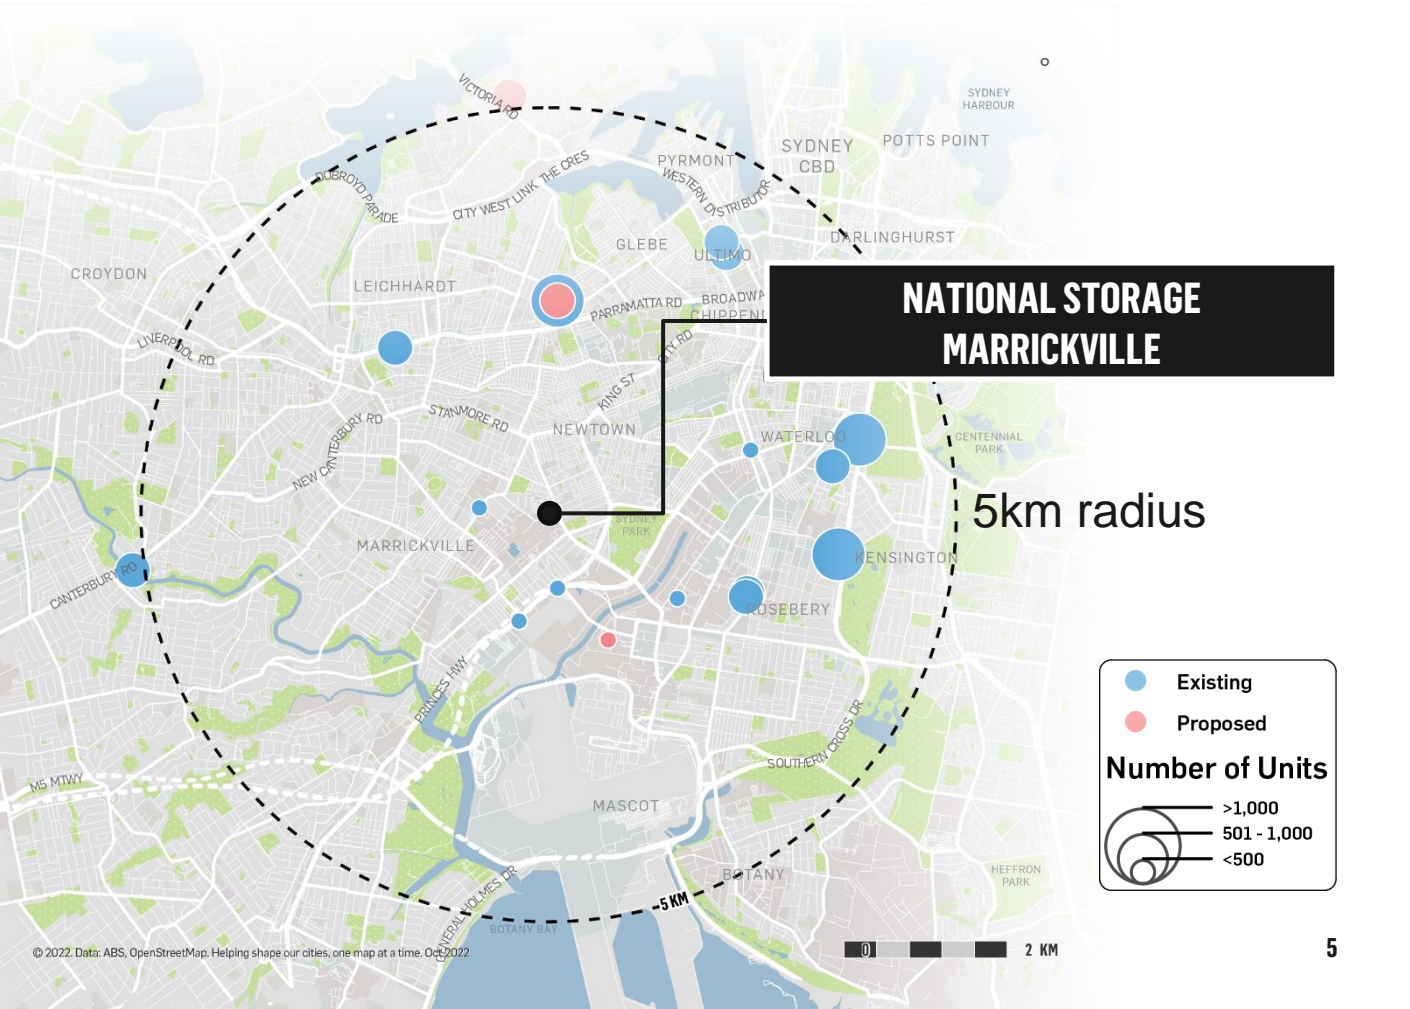 VICTORIA RD
SYDNEY
HARBOUR
POTTS POINT
SYDNEY
CBD
PYRMONT
DOBROYD PARADE
CITY WEST LINK THE CRES
WESTERN DISTRIBUTOR
DARLINGHURST
GLEBE
ULTIMO
CROYDON
LEICHHARDT
PARRAMATTA RD
BROADWA
CHIPPEND
NATIONAL STORAGE
MARRICKVILLE
LIVERPOOL RD
CITY RD
KING ST
STANMORE RD
NEW CANTERBURY RD
NEWTOWN
WATERLOO
CENTENNIAL
PARK
5km radius
SYDNEY
PARK
MARRICKVILLE
KENSINGTON
CANTERBURY RD
ROSEBERY
PRINCES HWY
SOUTHERN CROSS DR
M5 MTWY
MASCOT
Existing
Proposed
Number of Units
>1,000
501 - 1,000
<500
BOTANY
HEFFRON
PARK
GENERAL HOLMES DR
5 KM
BOTANY BAY
© 2022. Data: ABS, OpenStreetMap. Helping shape our cities, one map at a time. Oct 2022
0
2 KM
5